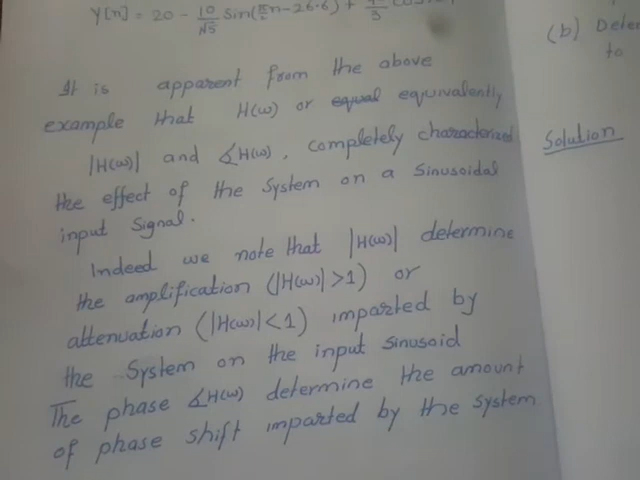 Y[n] = 20 - 10/√5 sin(π/2 n - 26.6) +
It is apparent from the above
example that H(ω) or equal equivalently
|H(ω)| and ∡H(ω), completely characterized
the effect of the System on a Sinusoidal
input Signal.
Indeed we note that |H(ω)| determine
the amplification (|H(ω)| > 1) or
attenuation (|H(ω)| < 1) imparted by
the System on the input sinusoid
The phase ∡H(ω) determine the amount
of phase shift imparted by the system
(b)
to
Solution